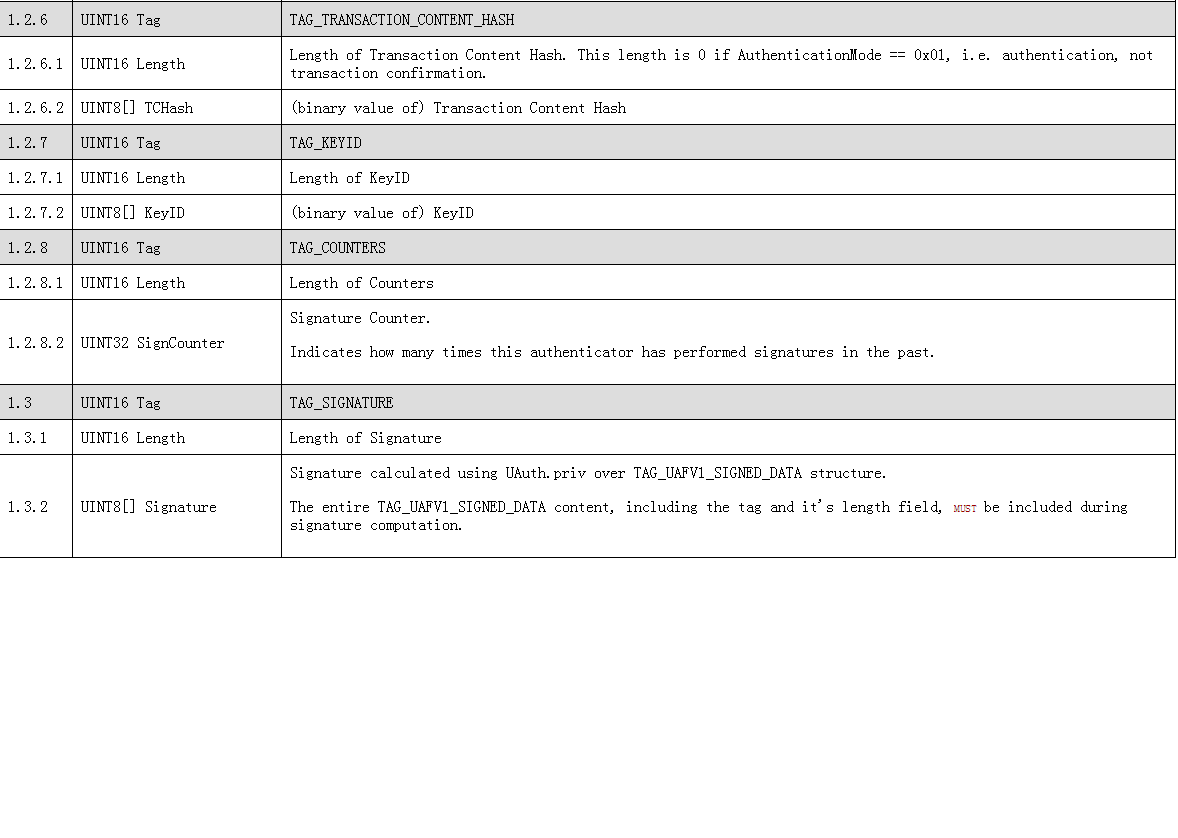 1.2.6 UINT16 Tag TAG_TRANSACTION_CONTENT_HASH
1.2.6.1 UINT16 Length Length of Transaction Content Hash. This length is 0 if AuthenticationMode == 0x01, i.e. authentication, not
transaction confirmation.
1.2.6.2 UINT8[] TCHash (binary value of) Transaction Content Hash
1.2.7 UINT16 Tag TAG_KEYID
1.2.7.1 UINT16 Length Length of KeyID
1.2.7.2 UINT8[] KeyID (binary value of) KeyID
1.2.8 UINT16 Tag TAG_COUNTERS
1.2.8.1 UINT16 Length Length of Counters
1.2.8.2 UINT32 SignCounter Signature Counter.
Indicates how many times this authenticator has performed signatures in the past.
1.3 UINT16 Tag TAG_SIGNATURE
1.3.1 UINT16 Length Length of Signature
1.3.2 UINT8[] Signature Signature calculated using UAuth.priv over TAG_UAFV1_SIGNED_DATA structure.
The entire TAG_UAFV1_SIGNED_DATA content, including the tag and it's length field, MUST be included during
signature computation.